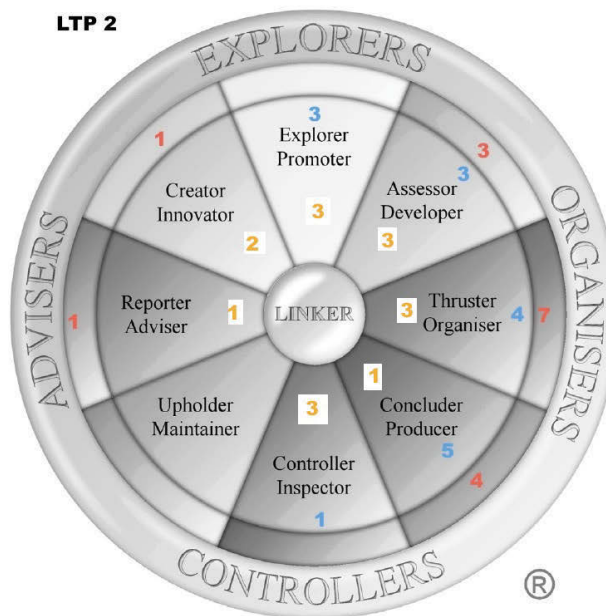 LTP 2
EXPLORERS
3
Explorer
Promoter
3
1
Creator
Innovator
2
3
3
Assessor
Developer
3
ADVISERS
ORGANISERS
1
Reporter
Adviser
1
LINKER
3
Thruster
Organiser
4
7
Upholder
Maintainer
3
Controller
Inspector
1
1
Concluder
Producer
5
4
CONTROLLERS
®